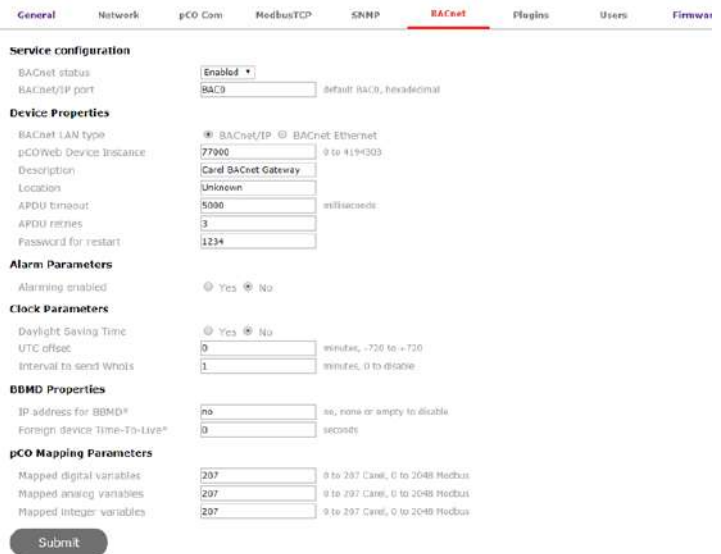 General Network pCO Com ModbusTCP SNMP BACnet Plugins Users Firmwar
Service configuration
BACnet status Enabled
BACnet/IP port BAC0 default BAC0, hexadecimal
Device Properties
BACnet LAN type BACnet/IP BACnet Ethernet
pCOWeb Device Instance 77000 0 to 4194303
Description Carel BACnet Gateway
Location Unknown
APDU timeout 5000 milliseconds
APDU retries 3
Password for restart 1234
Alarm Parameters
Alarming enabled Yes No
Clock Parameters
Daylight Saving Time Yes No
UTC offset 0 minutes, -720 to +720
Interval to send WhoIs 1 minutes, 0 to disable
BBMD Properties
IP address for BBMD* no no, none or empty to disable
Foreign device Time-To-Live* 0 seconds
pCO Mapping Parameters
Mapped digital variables 207 0 to 207 Carel, 0 to 2048 Modbus
Mapped analog variables 207 0 to 207 Carel, 0 to 2048 Modbus
Mapped integer variables 207 0 to 207 Carel, 0 to 2048 Modbus
Submit